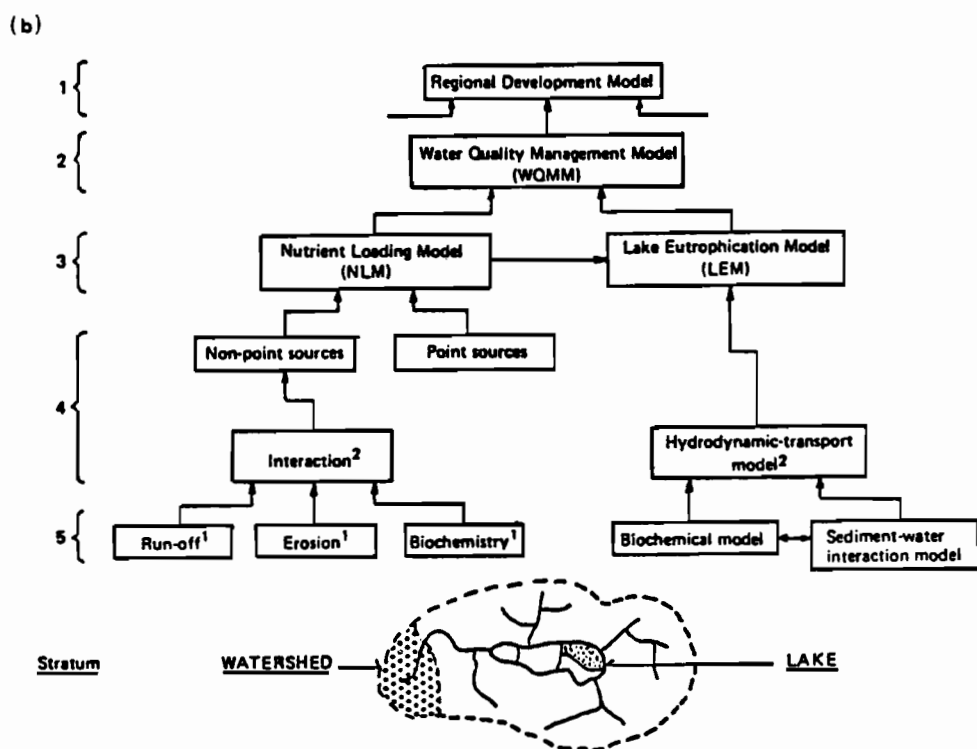 (b)
1
Regional Development Model
2
Water Quality Management Model
(WQMM)
3
Nutrient Loading Model
(NLM)
Lake Eutrophication Model
(LEM)
4
Non-point sources
Point sources
Interaction²
Hydrodynamic-transport
model²
5
Run-off¹
Erosion¹
Biochemistry¹
Biochemical model
Sediment-water
interaction model
Stratum
WATERSHED
LAKE